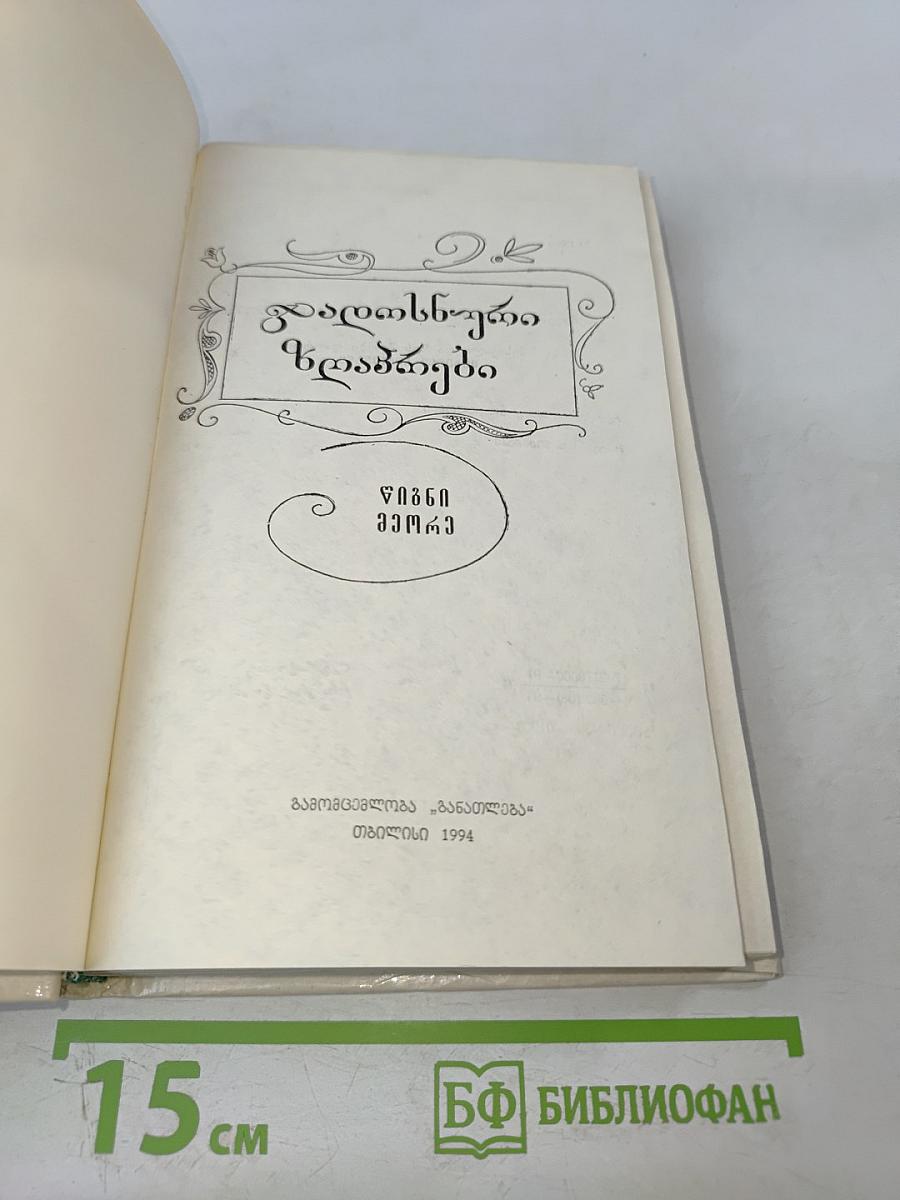 ჯადოსნური
ზღაპრები
წიგნი
მეორე
გამომცემლობა „განათლება“
თბილისი 1994
15 см
БФ БИБЛИОФАН